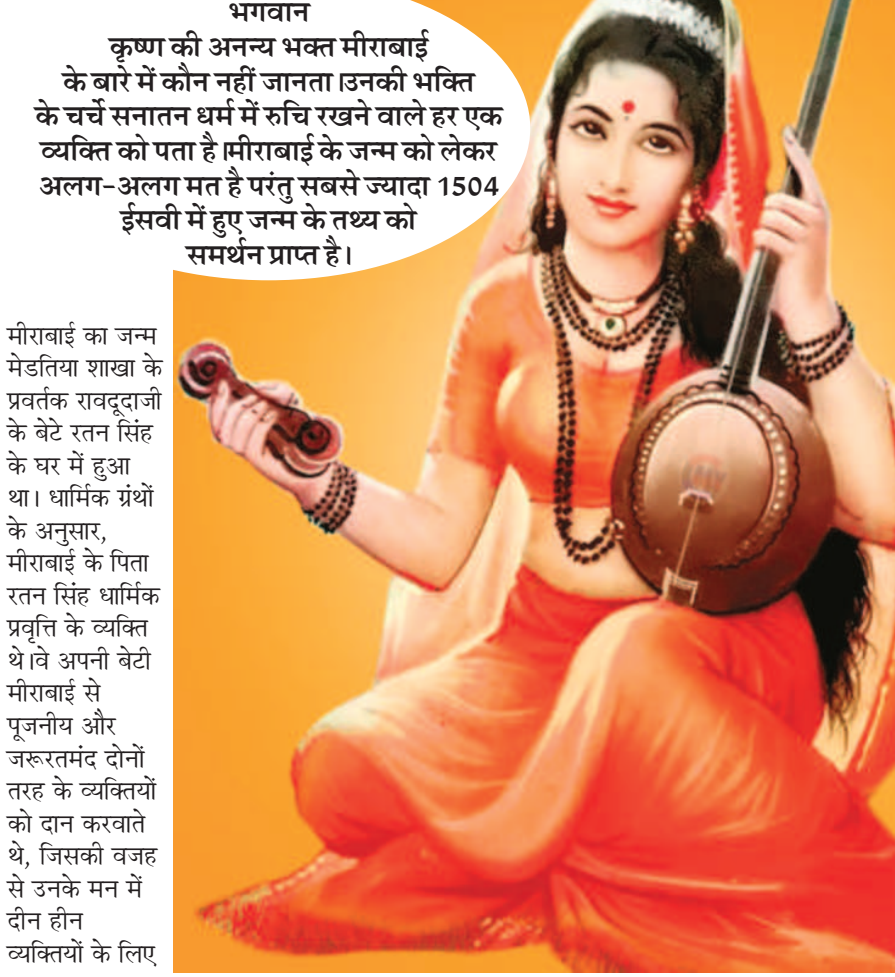 भगवान
कृष्ण की अनन्य भक्त मीराबाई
के बारे में कौन नहीं जानता।उनकी भक्ति
के चर्चे सनातन धर्म में रुचि रखने वाले हर एक
व्यक्ति को पता है।मीराबाई के जन्म को लेकर
अलग-अलग मत है परंतु सबसे ज्यादा 1504
ईसवी में हुए जन्म के तथ्य को
समर्थन प्राप्त है।
मीराबाई का जन्म
मेडतिया शाखा के
प्रवर्तक रावदूदाजी
के बेटे रतन सिंह
के घर में हुआ
था। धार्मिक ग्रंथों
के अनुसार,
मीराबाई के पिता
रतन सिंह धार्मिक
प्रवृत्ति के व्यक्ति
थे।वे अपनी बेटी
मीराबाई से
पूजनीय और
जरूरतमंद दोनों
तरह के व्यक्तियों
को दान करवाते
थे, जिसकी वजह
से उनके मन में
दीन हीन
व्यक्तियों के लिए